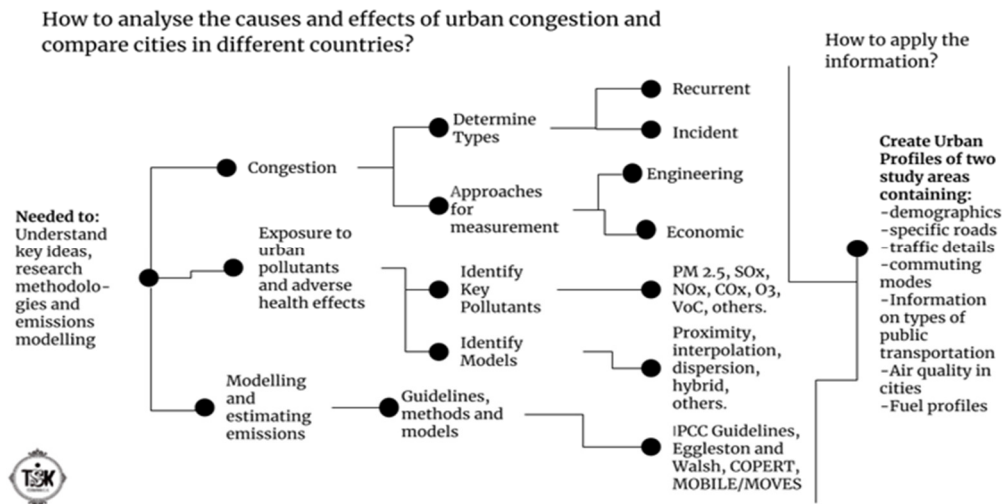 How to analyse the causes and effects of urban congestion and
compare cities in different countries?
Needed to:
Understand
key ideas,
research
methodolo-
gies and
emissions
modelling
Congestion
Determine
Types
Recurrent
Incident
Approaches
for
measurement
Engineering
Economic
Exposure to
urban
pollutants
and adverse
health effects
Identify
Key
Pollutants
PM 2.5, SOx,
NOx, COx, O3,
VoC, others.
Identify
Models
Proximity,
interpolation,
dispersion,
hybrid,
others.
Modelling
and
estimating
emissions
Guidelines,
methods and
models
IPCC Guidelines,
Eggleston and
Walsh, COPERT,
MOBILE/MOVES
How to apply the
information?
Create Urban
Profiles of two
study areas
containing:
-demographics
-specific roads
-traffic details
-commuting
modes
-Information
on types of
public
transportation
-Air quality in
cities
-Fuel profiles
TSK